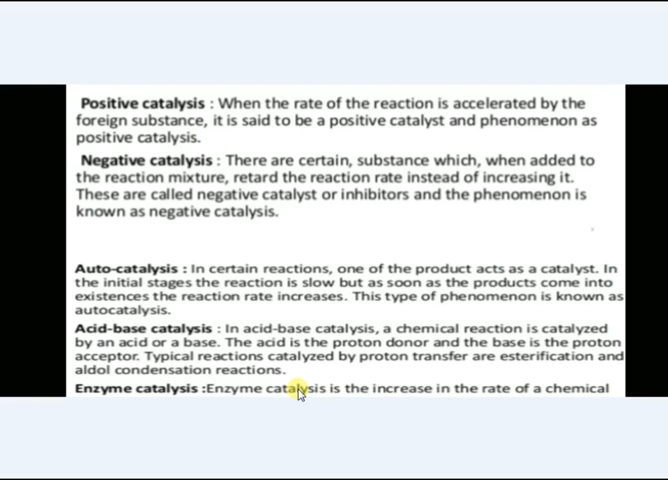 Positive catalysis : When the rate of the reaction is accelerated by the
foreign substance, it is said to be a positive catalyst and phenomenon as
positive catalysis.
Negative catalysis : There are certain, substance which, when added to
the reaction mixture, retard the reaction rate instead of increasing it.
These are called negative catalyst or inhibitors and the phenomenon is
known as negative catalysis.
Auto-catalysis : In certain reactions, one of the product acts as a catalyst. In
the initial stages the reaction is slow but as soon as the products come into
existences the reaction rate increases. This type of phenomenon is known as
autocatalysis.
Acid-base catalysis : In acid-base catalysis, a chemical reaction is catalyzed
by an acid or a base. The acid is the proton donor and the base is the proton
acceptor. Typical reactions catalyzed by proton transfer are esterification and
aldol condensation reactions.
Enzyme catalysis :Enzyme catalysis is the increase in the rate of a chemical